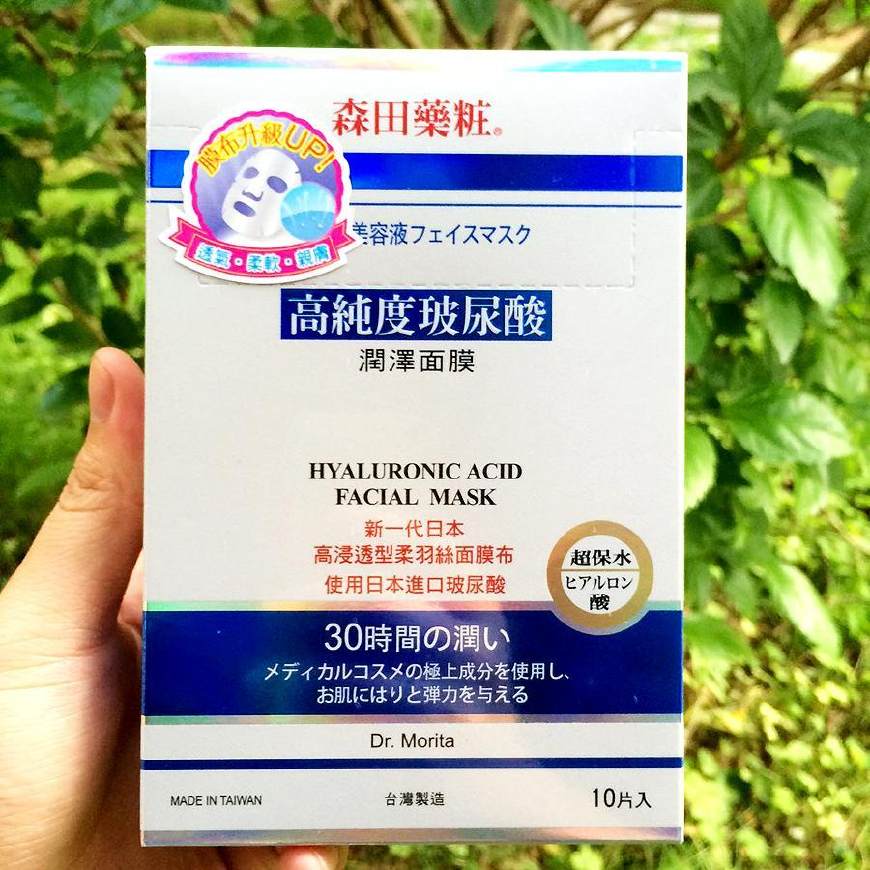 森田藥粧®
膜布升級UP!
透氣·柔軟·親膚
美容液フェイスマスク
高純度玻尿酸
潤澤面膜
HYALURONIC ACID
FACIAL MASK
新一代日本
高浸透型柔羽絲面膜布
使用日本進口玻尿酸
超保水
ヒアルロン
酸
30時間の潤い
メディカルコスメの極上成分を使用し、
お肌にはりと弾力を与える
Dr. Morita
MADE IN TAIWAN 台灣製造 10片入